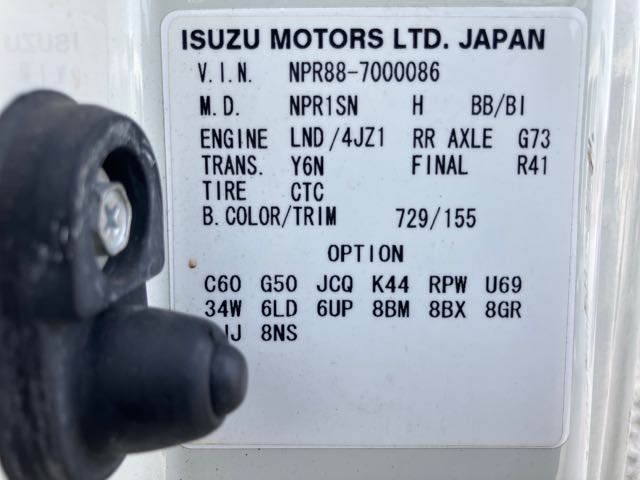 ISUZU MOTORS LTD. JAPAN
V.I.N. NPR88-7000086
M.D. NPR1SN H BB/BI
ENGINE LND/4JZ1 RR AXLE G73
TRANS. Y6N FINAL R41
TIRE CTC
B.COLOR/TRIM 729/155
OPTION
C60 G50 JCQ K44 RPW U69
34W 6LD 6UP 8BM 8BX 8GR
8NS